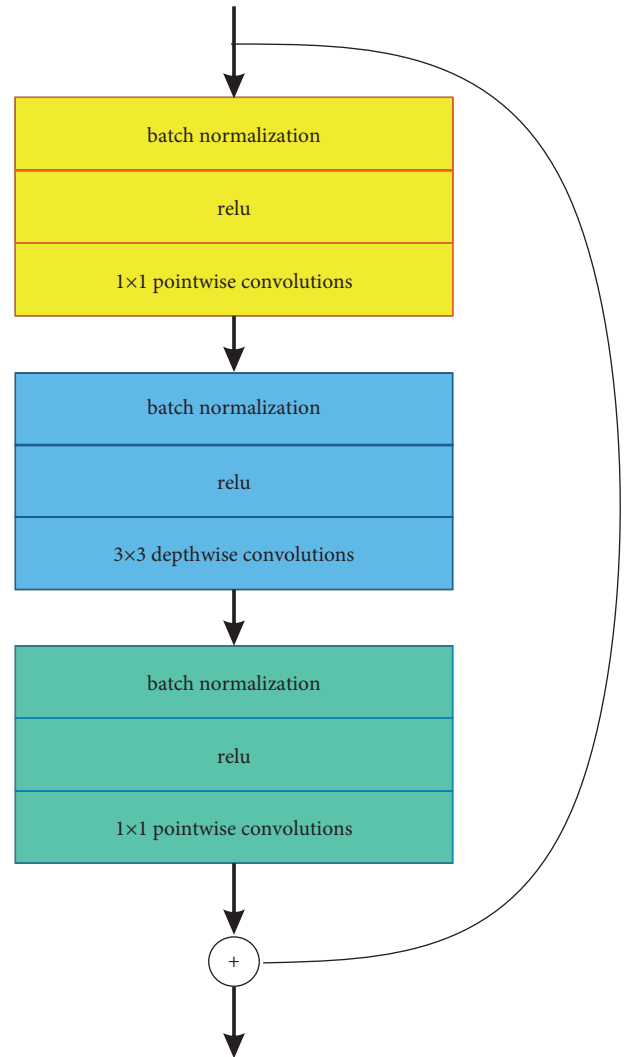 batch normalization
relu
1×1 pointwise convolutions
batch normalization
relu
3×3 depthwise convolutions
batch normalization
relu
1×1 pointwise convolutions
+